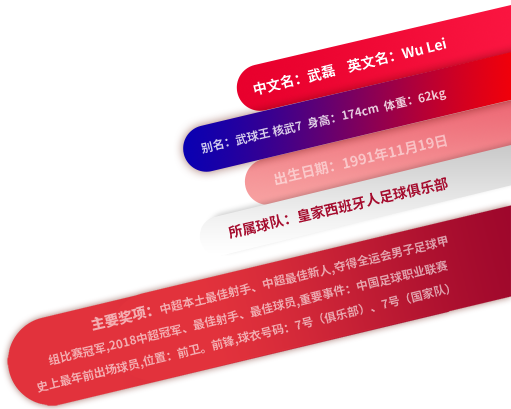 中文名：武磊 英文名：Wu Lei
别名：武球王 核武7 身高：174cm 体重：62kg
出生日期：1991年11月19日
所属球队：皇家西班牙人足球俱乐部
主要奖项：中超本土最佳射手、中超最佳新人,夺得全运会男子足球甲
组比赛冠军,2018中超冠军、最佳射手、最佳球员,重要事件：中国足球职业联赛
史上最年前出场球员,位置：前卫。前锋,球衣号码：7号（俱乐部）、7号（国家队）